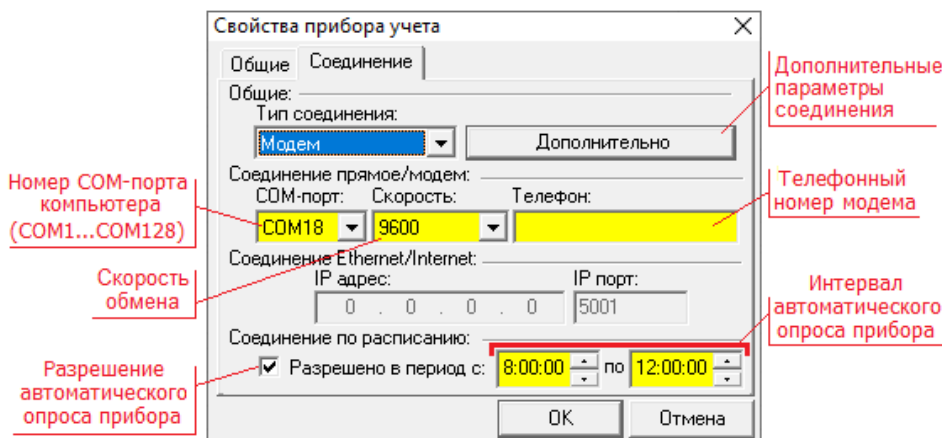 Свойства прибора учета
Общие Соединение
Общие:
Тип соединения:
Модем Дополнительно
Соединение прямое/модем:
COM-порт: Скорость: Телефон:
COM18 9600
Соединение Ethernet/Internet:
IP адрес: IP порт:
0 . 0 . 0 . 0 5001
Соединение по расписанию:
Разрешено в период с: 8:00:00 по 12:00:00
OK Отмена
Номер COM-порта
компьютера
(COM1...COM128)
Скорость
обмена
Разрешение
автоматического
опроса прибора
Дополнительные
параметры
соединения
Телефонный
номер модема
Интервал
автоматического
опроса прибора